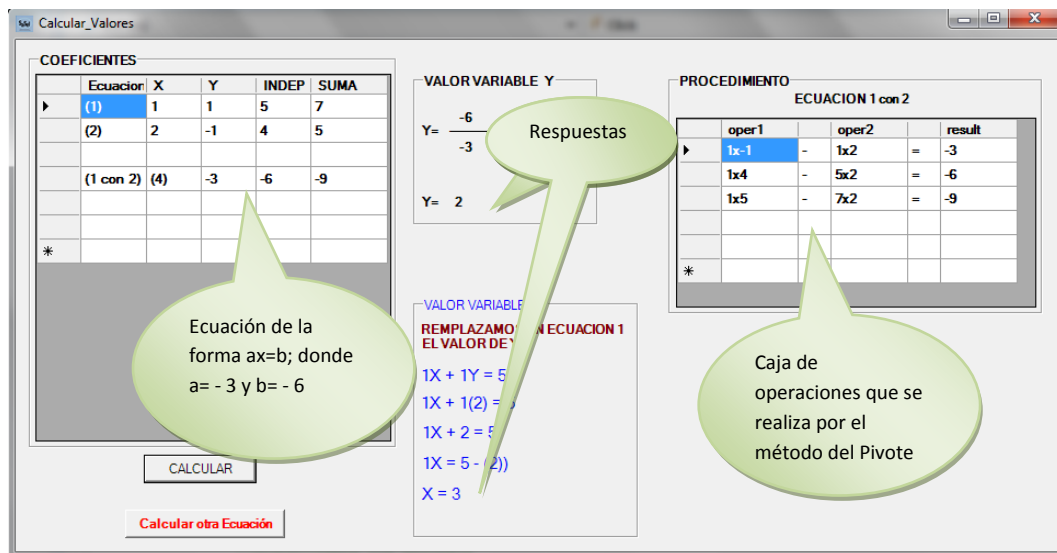 Calcular_Valores
COEFICIENTES
Ecuacion X Y INDEP SUMA
(1) 1 1 5 7
(2) 2 -1 4 5
(1 con 2) (4) -3 -6 -9
*
Ecuación de la
forma ax=b; donde
a= - 3 y b= - 6
CALCULAR
Calcular otra Ecuación
VALOR VARIABLE Y
Y= -6
-3
Y= 2
Respuestas
VALOR VARIABLE
REMPLAZAMO ECUACION 1
EL VALOR DE
1X + 1Y = 5
1X + 1(2) =
1X + 2 = 5
1X = 5 - (2))
X = 3
PROCEDIMIENTO
ECUACION 1 con 2
oper1 oper2 result
1x-1 - 1x2 = -3
1x4 - 5x2 = -6
1x5 - 7x2 = -9
*
Caja de
operaciones que se
realiza por el
método del Pivote